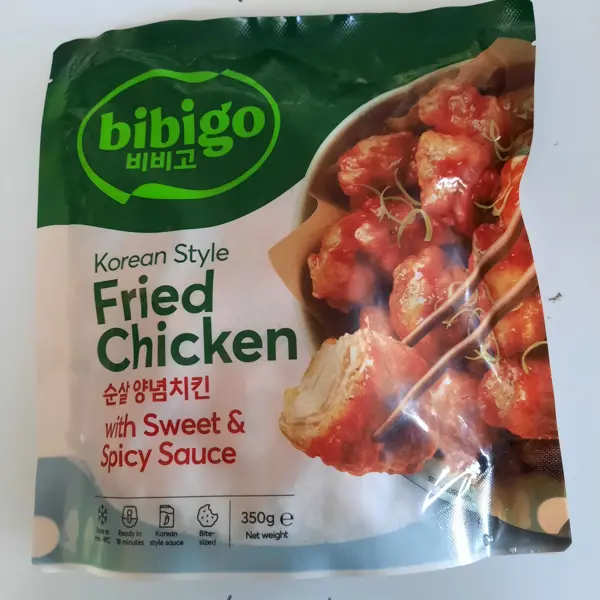 bibigo
비비고
Korean Style
Fried
Chicken
순살 양념치킨
with Sweet &
Spicy Sauce
Ready in
Korean
style sauce
Bite-
sized
350g e
Net weight